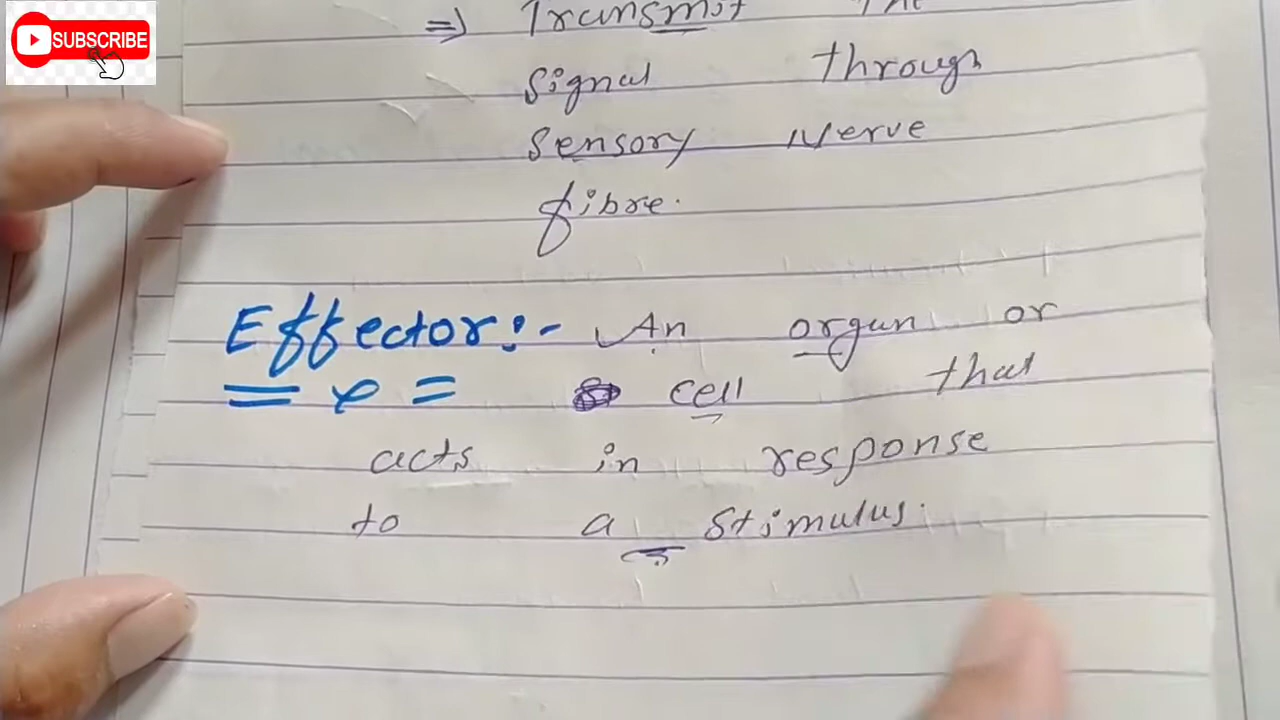 SUBSCRIBE
⇒ Transmit the
Signal through
Sensory Nerve
fibre.
Effector:- An organ or
cell that
acts in response
to a stimulus.